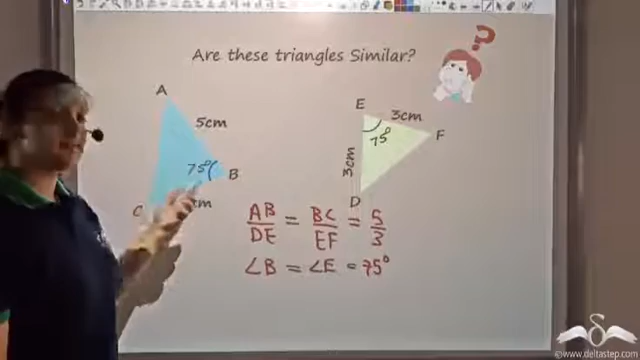 Are these triangles Similar?
A
5cm
75°
B
C
cm
E
3cm
75°
F
3cm
D
AB/DE = BC/EF = 5/3
∠B = ∠E = 75°
©www.deltastep.com